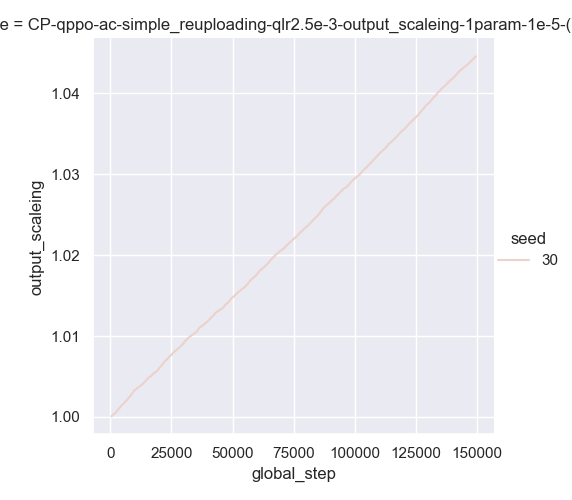 e = CP-qppo-ac-simple_reuploading-qlr2.5e-3-output_scaleing-1param-1e-5-(
1.04
1.03
1.02
1.01
1.00
output_scaleing
0 25000 50000 75000 100000 125000 150000
global_step
seed
30